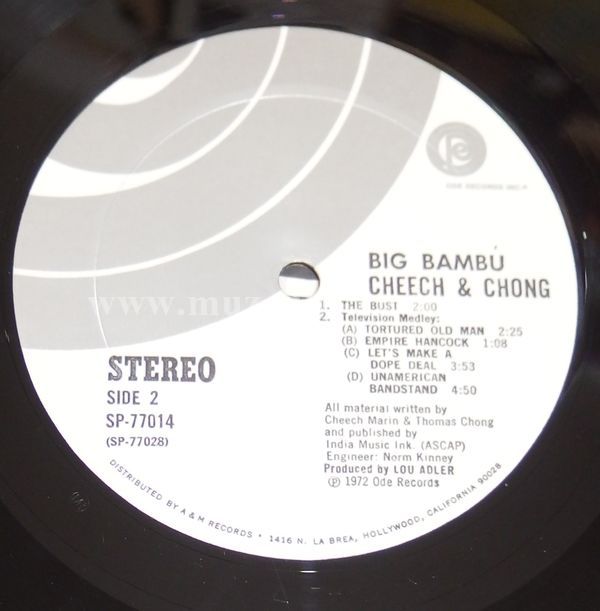 ODE RECORDS INC.
BIG BAMBÚ
CHEECH & CHONG
1. THE BUST 2:00
2. Television Medley:
(A) TORTURED OLD MAN 2:25
(B) EMPIRE HANCOCK 1:08
(C) LET'S MAKE A
DOPE DEAL 3:53
(D) UNAMERICAN
BANDSTAND 4:50
STEREO
SIDE 2
SP-77014
(SP-77028)
All material written by
Cheech Marin & Thomas Chong
and published by
India Music Ink. (ASCAP)
Engineer: Norm Kinney
Produced by LOU ADLER
℗ 1972 Ode Records
DISTRIBUTED BY A & M RECORDS • 1416 N. LA BREA, HOLLYWOOD, CALIFORNIA 90028
www.muz